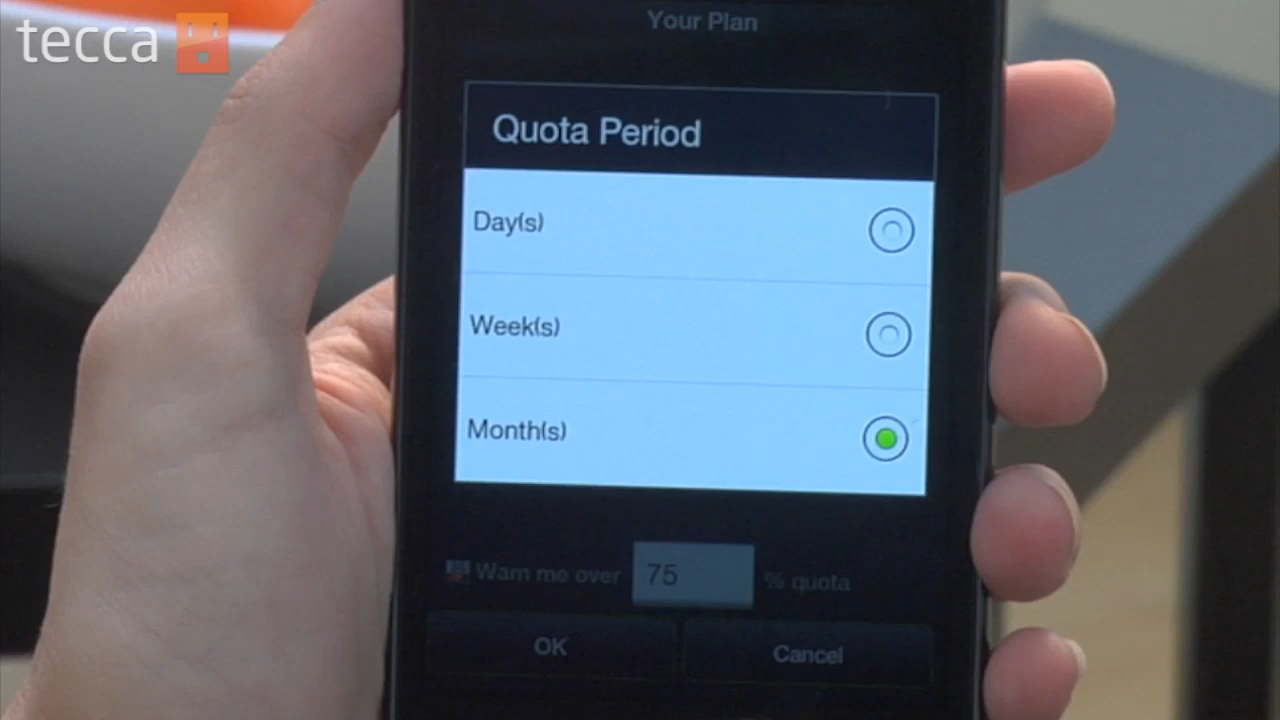 tecca
Your Plan
Quota Period
Day(s)
Week(s)
Month(s)
Warn me over 75 % quota
OK Cancel